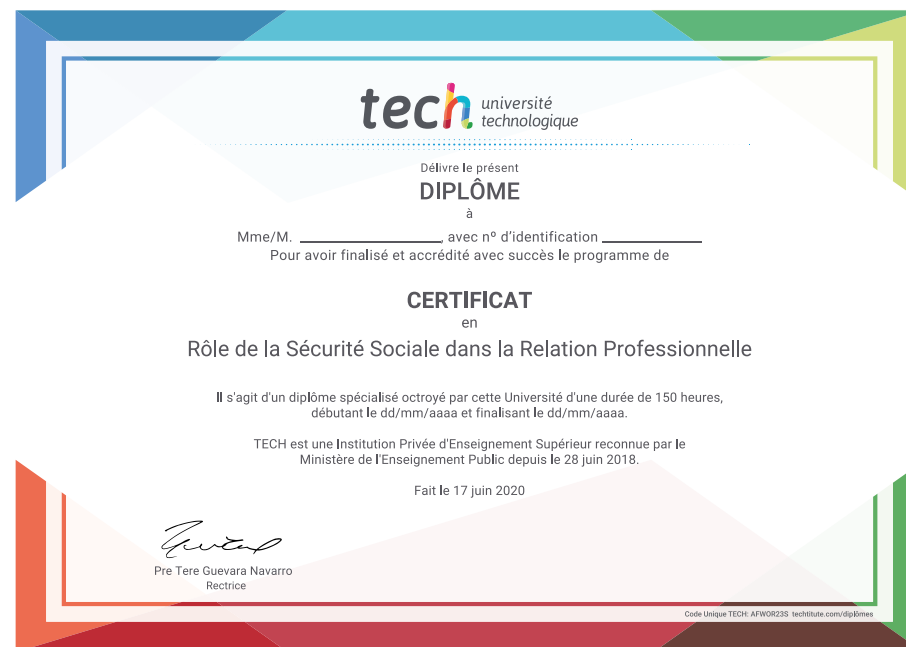 tech université
technologique
Délivre le présent
DIPLÔME
à
Mme/M. ____________, avec nº d'identification ____________
Pour avoir finalisé et accrédité avec succès le programme de
CERTIFICAT
en
Rôle de la Sécurité Sociale dans la Relation Professionnelle
Il s'agit d'un diplôme spécialisé octroyé par cette Université d'une durée de 150 heures,
débutant le dd/mm/aaaa et finalisant le dd/mm/aaaa.
TECH est une Institution Privée d'Enseignement Supérieur reconnue par le
Ministère de l'Enseignement Public depuis le 28 juin 2018.
Fait le 17 juin 2020
Pre Tere Guevara Navarro
Rectrice
Code Unique TECH: AFWOR23S techtitute.com/diplômes